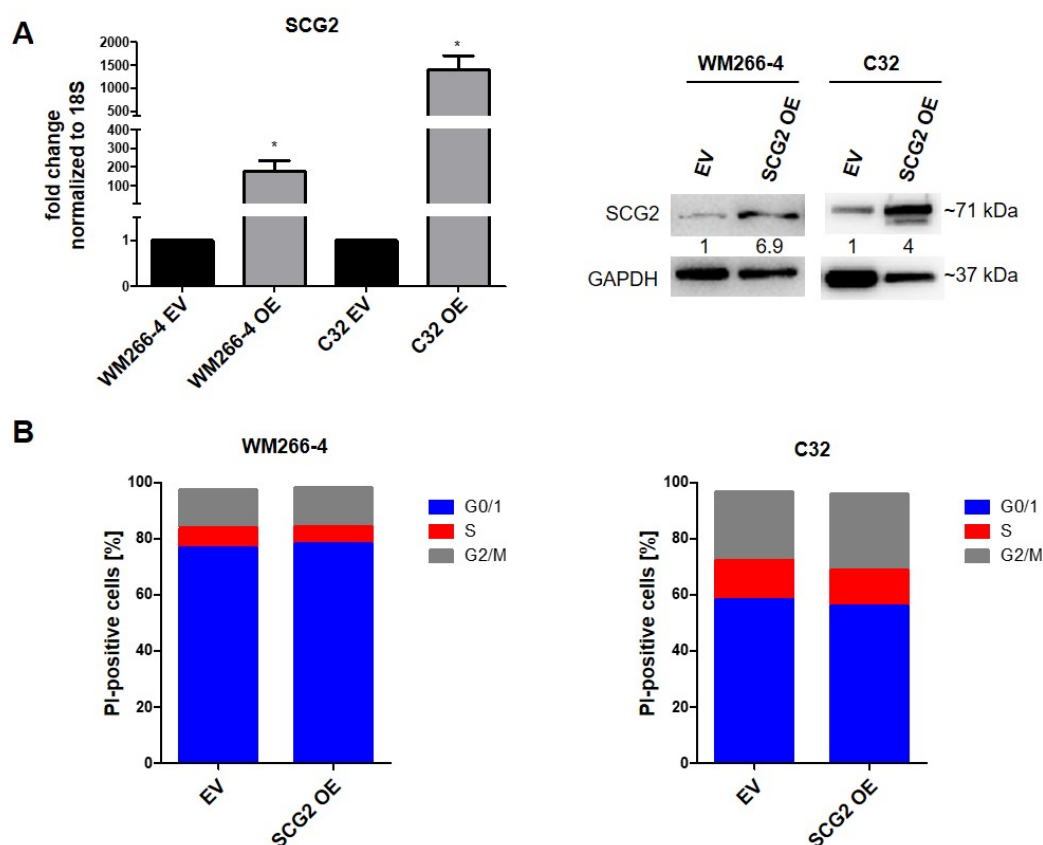 A
SCG2
fold change
normalized to 18S
2000
1500
1000
500
400
300
200
100
1
0
*
*
WM266-4 EV
WM266-4 OE
C32 EV
C32 OE
WM266-4
C32
EV
SCG2 OE
EV
SCG2 OE
SCG2
~71 kDa
1
6.9
1
4
GAPDH
~37 kDa
B
WM266-4
PI-positive cells [%]
100
80
60
40
20
0
EV
SCG2 OE
G0/1
S
G2/M
C32
PI-positive cells [%]
100
80
60
40
20
0
EV
SCG2 OE
G0/1
S
G2/M